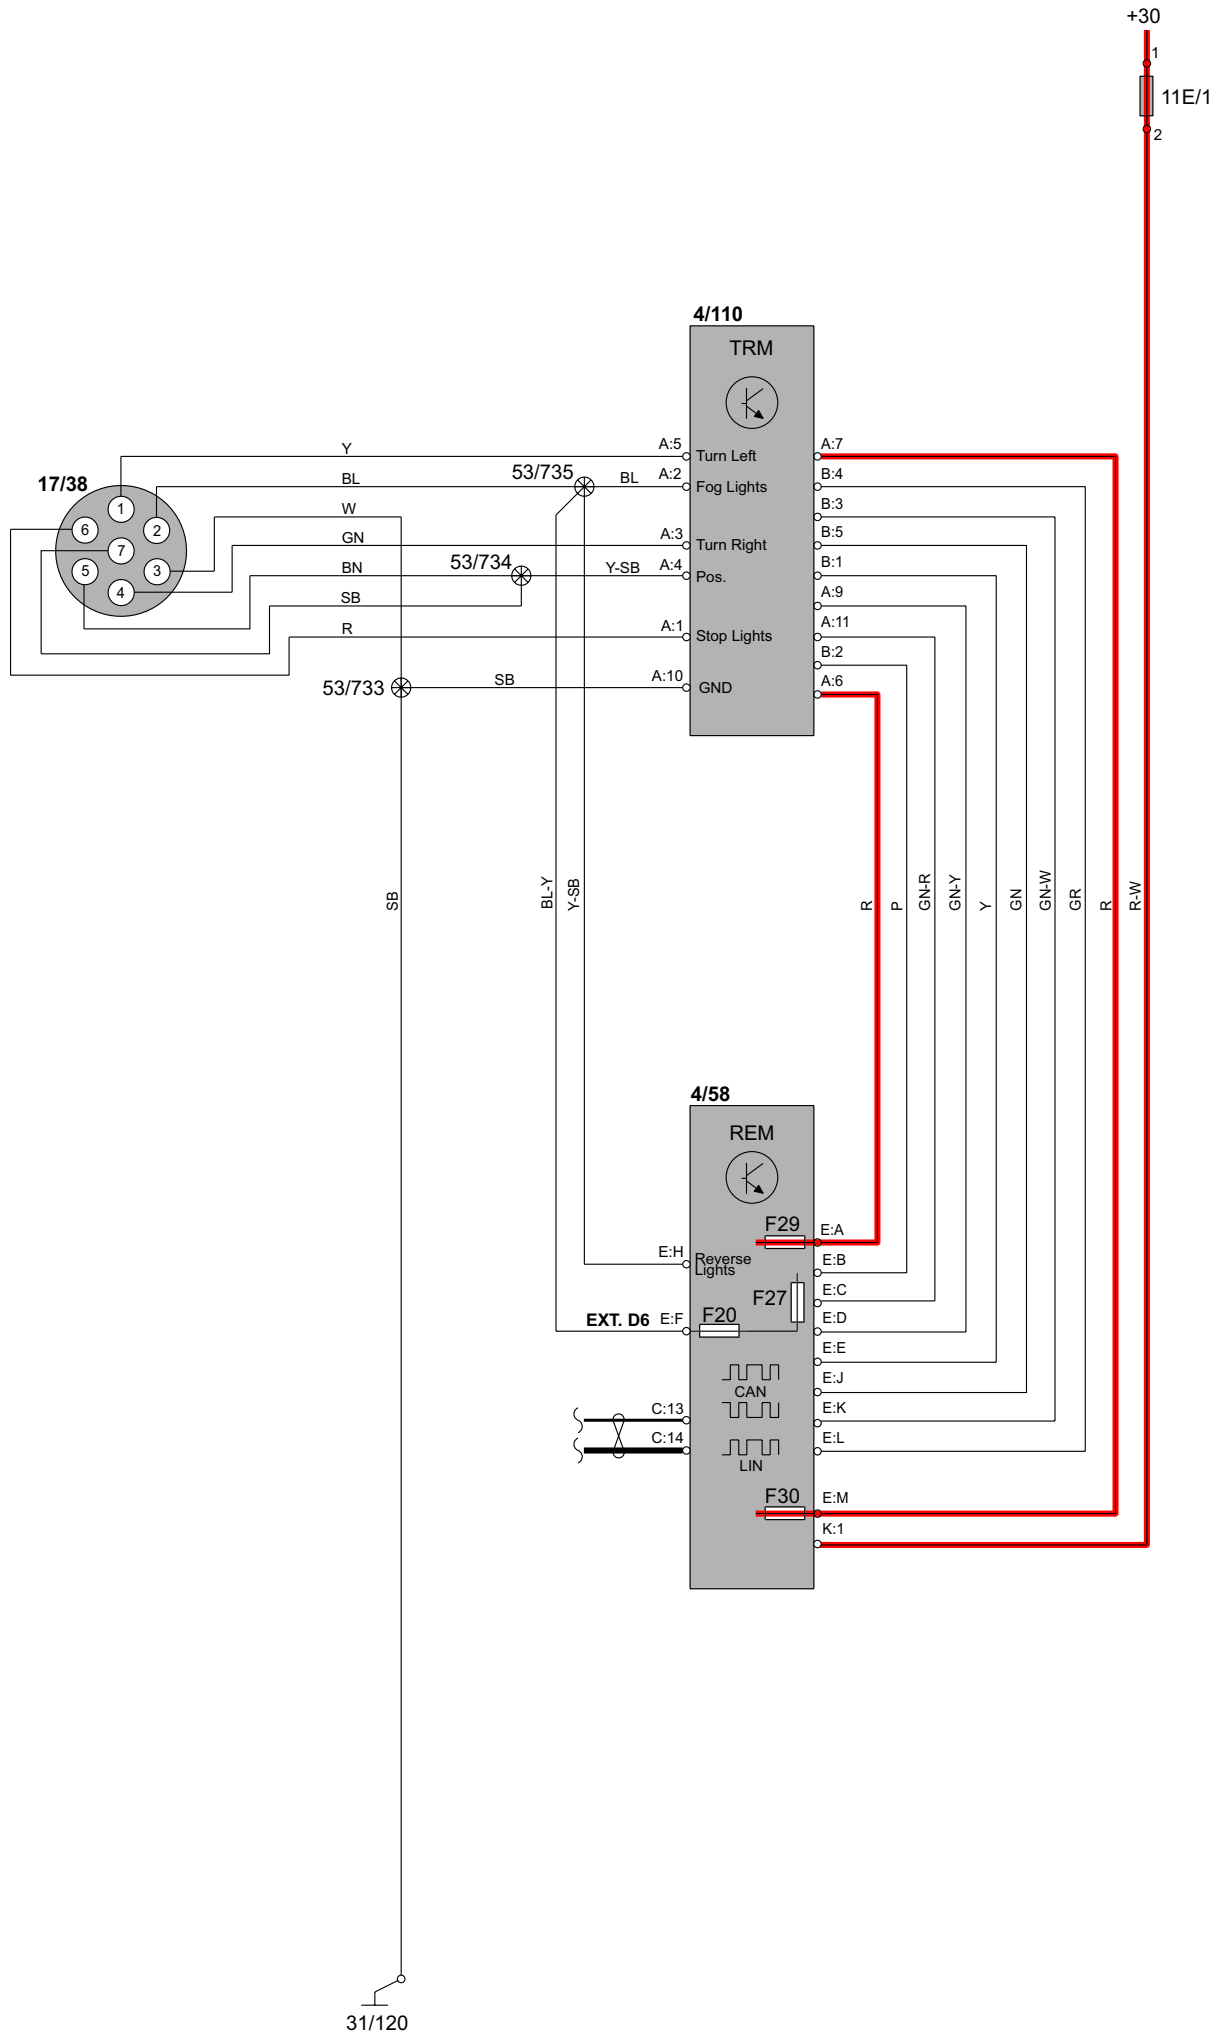 +30
1
11E/1
2
4/110
TRM
Y
A:5
Turn Left
A:7
17/38
BL
53/735
BL
A:2
Fog Lights
B:4
W
B:3
1
6
2
7
5
3
4
GN
A:3
Turn Right
B:5
BN
53/734
Y-SB
A:4
Pos.
B:1
SB
A:9
R
A:1
Stop Lights
A:11
B:2
53/733
SB
A:10
GND
A:6
SB
BL-Y
Y-SB
R
P
GN-R
GN-Y
Y
GN
GN-W
GR
R
R-W
4/58
REM
F29
E:A
E:H
Reverse
Lights
E:B
F27
E:C
EXT. D6
E:F
F20
E:D
E:E
CAN
E:J
C:13
E:K
C:14
E:L
LIN
F30
E:M
K:1
31/120